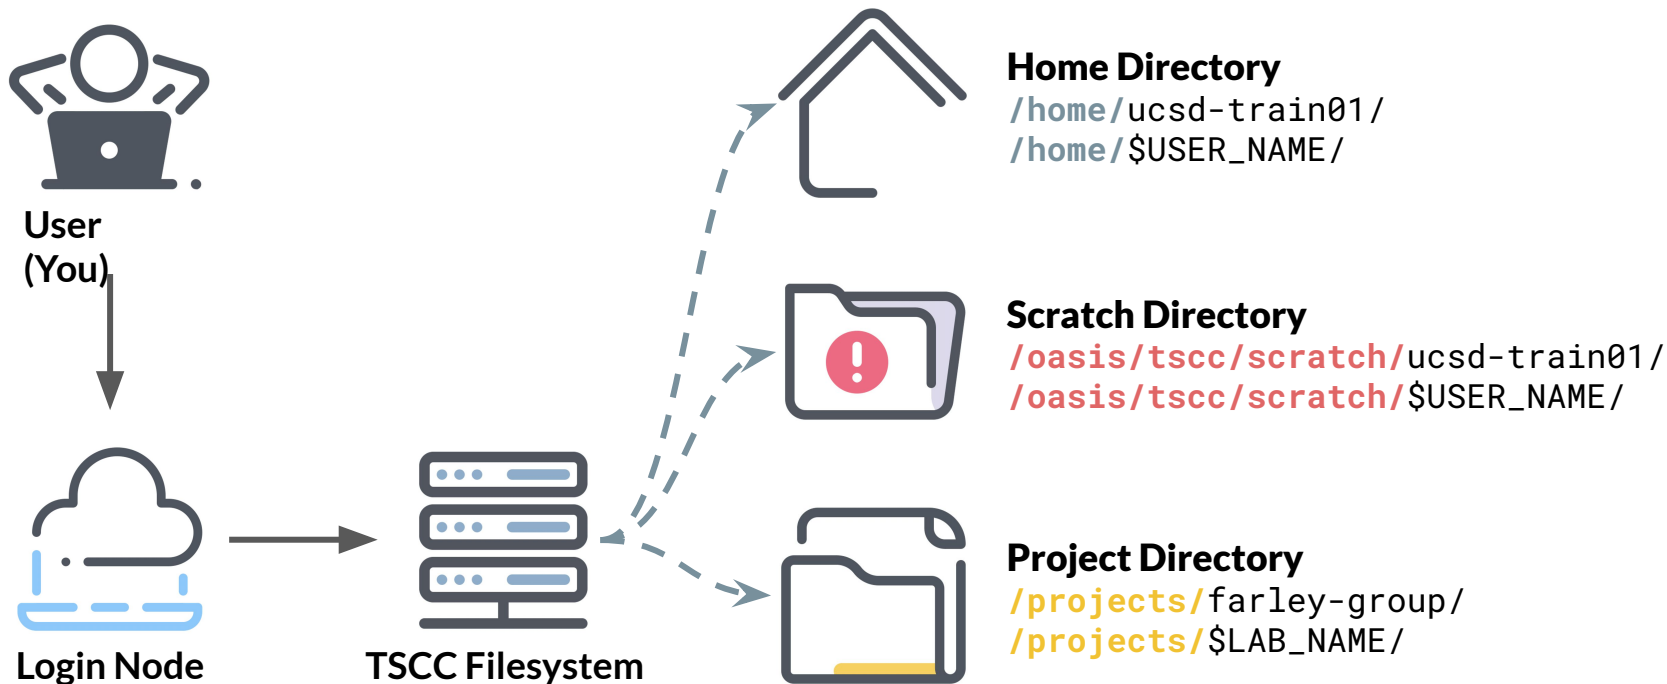 User
(You)
Login Node
TSCC Filesystem
Home Directory
/home/ucsd-train01/
/home/$USER_NAME/
Scratch Directory
/oasis/tscc/scratch/ucsd-train01/
/oasis/tscc/scratch/$USER_NAME/
Project Directory
/projects/farley-group/
/projects/$LAB_NAME/